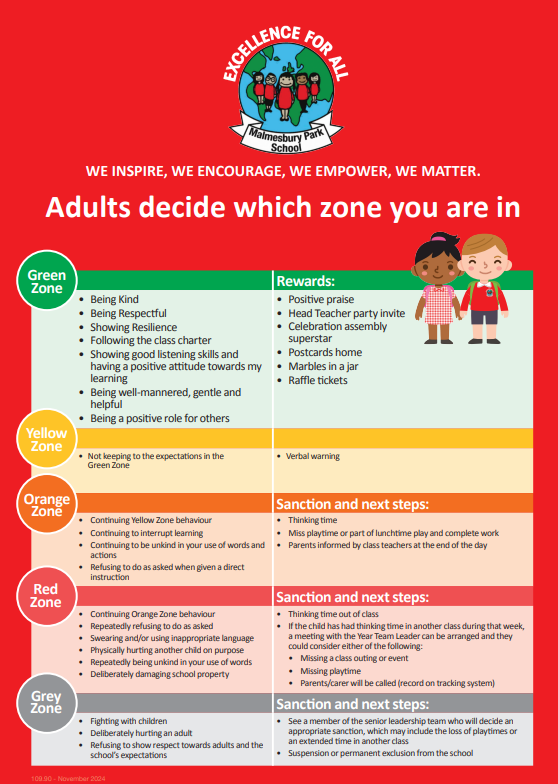 EXCELLENCE FOR ALL
Malmesbury Park
School
WE INSPIRE, WE ENCOURAGE, WE EMPOWER, WE MATTER.
Adults decide which zone you are in
Green
Zone
• Being Kind
• Being Respectful
• Showing Resilience
• Following the class charter
• Showing good listening skills and
having a positive attitude towards my
learning
• Being well-mannered, gentle and
helpful
• Being a positive role for others
Rewards:
• Positive praise
• Head Teacher party invite
• Celebration assembly
superstar
• Postcards home
• Marbles in a jar
• Raffle tickets
Yellow
Zone
• Not keeping to the expectations in the
Green Zone
• Verbal warning
Orange
Zone
• Continuing Yellow Zone behaviour
• Continuing to interrupt learning
• Continuing to be unkind in your use of words and
actions
• Refusing to do as asked when given a direct
instruction
Sanction and next steps:
• Thinking time
• Miss playtime or part of lunchtime play and complete work
• Parents informed by class teachers at the end of the day
Red
Zone
• Continuing Orange Zone behaviour
• Repeatedly refusing to do as asked
• Swearing and/or using inappropriate language
• Physically hurting another child on purpose
• Repeatedly being unkind in your use of words
• Deliberately damaging school property
Sanction and next steps:
• Thinking time out of class
• If the child has had thinking time in another class during that week,
a meeting with the Year Team Leader can be arranged and they
could consider either of the following:
• Missing a class outing or event
• Missing playtime
• Parents/carer will be called (record on tracking system)
Grey
Zone
• Fighting with children
• Deliberately hurting an adult
• Refusing to show respect towards adults and the
school's expectations
Sanction and next steps:
• See a member of the senior leadership team who will decide an
appropriate sanction, which may include the loss of playtimes or
an extended time in another class
• Suspension or permanent exclusion from the school
109.90 - November 2024